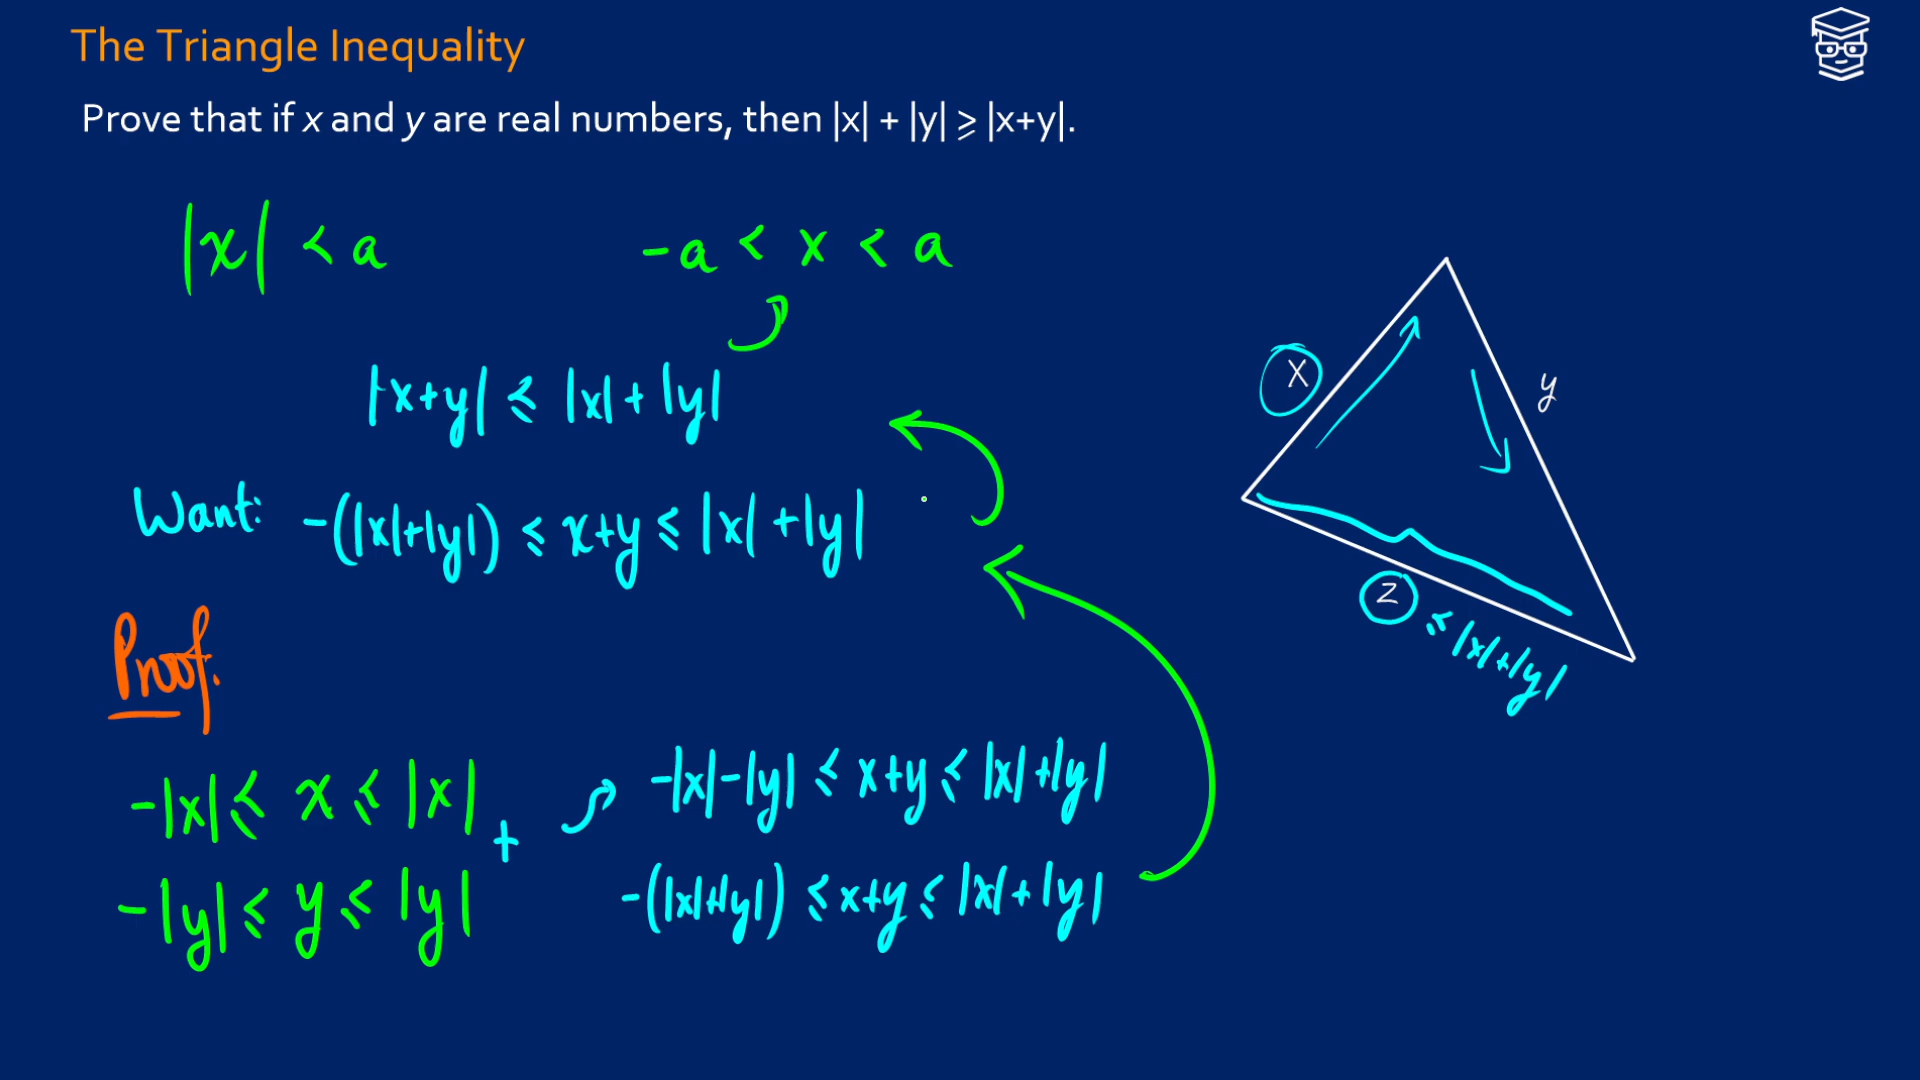 The Triangle Inequality
Prove that if x and y are real numbers, then |x| + |y| ⩾ |x+y|.
|x| < a
-a < x < a
|x+y| ⩽ |x| + |y|
Want: -(|x|+|y|) ⩽ x+y ⩽ |x| + |y|
Proof:
-|x| ⩽ x ⩽ |x|
+
-|y| ⩽ y ⩽ |y|
-|x|-|y| ⩽ x+y ⩽ |x|+|y|
-(|x|+|y|) ⩽ x+y ⩽ |x|+|y|
X
y
z ⩽ |x|+|y|